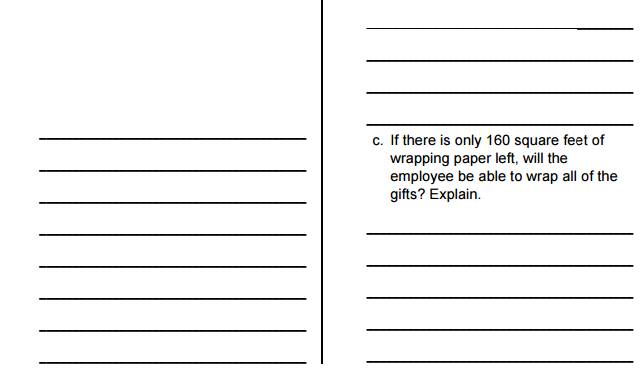 c. If there is only 160 square feet of
wrapping paper left, will the
employee be able to wrap all of the
gifts? Explain.